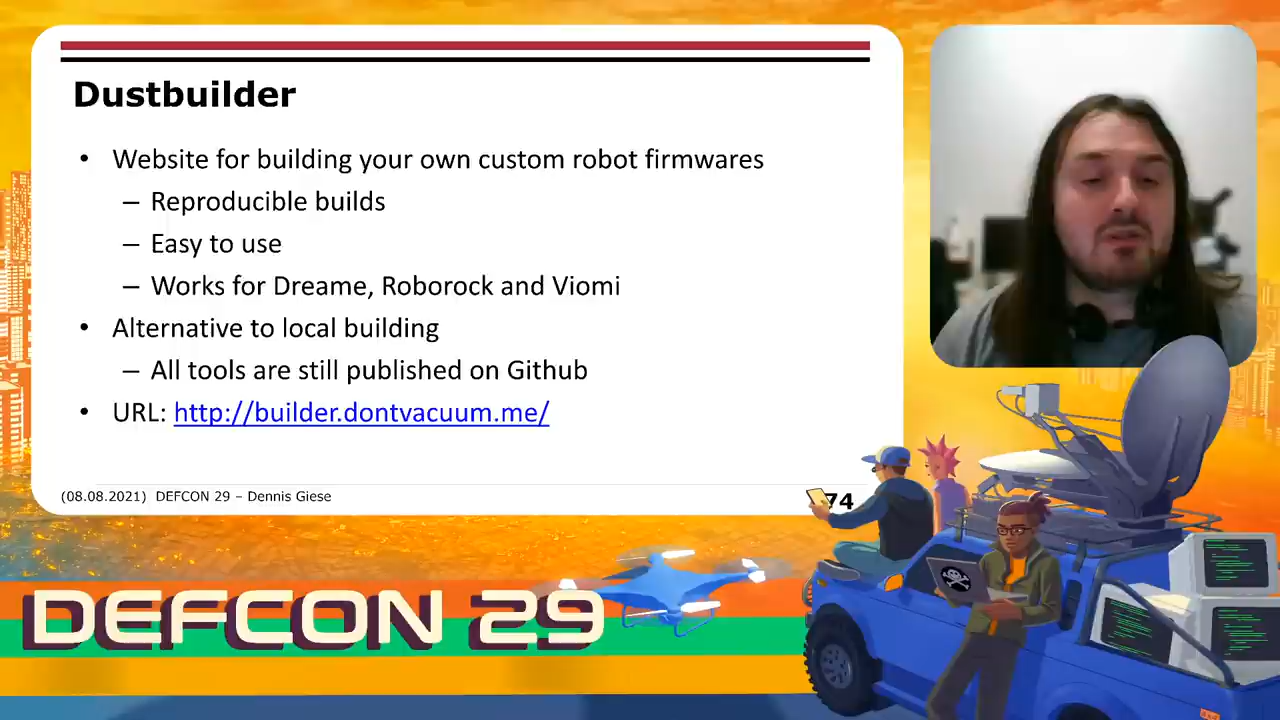 Dustbuilder
• Website for building your own custom robot firmwares
– Reproducible builds
– Easy to use
– Works for Dreame, Roborock and Viomi
• Alternative to local building
– All tools are still published on Github
• URL: http://builder.dontvacuum.me/
(08.08.2021) DEFCON 29 – Dennis Giese
74
DEFCON 29